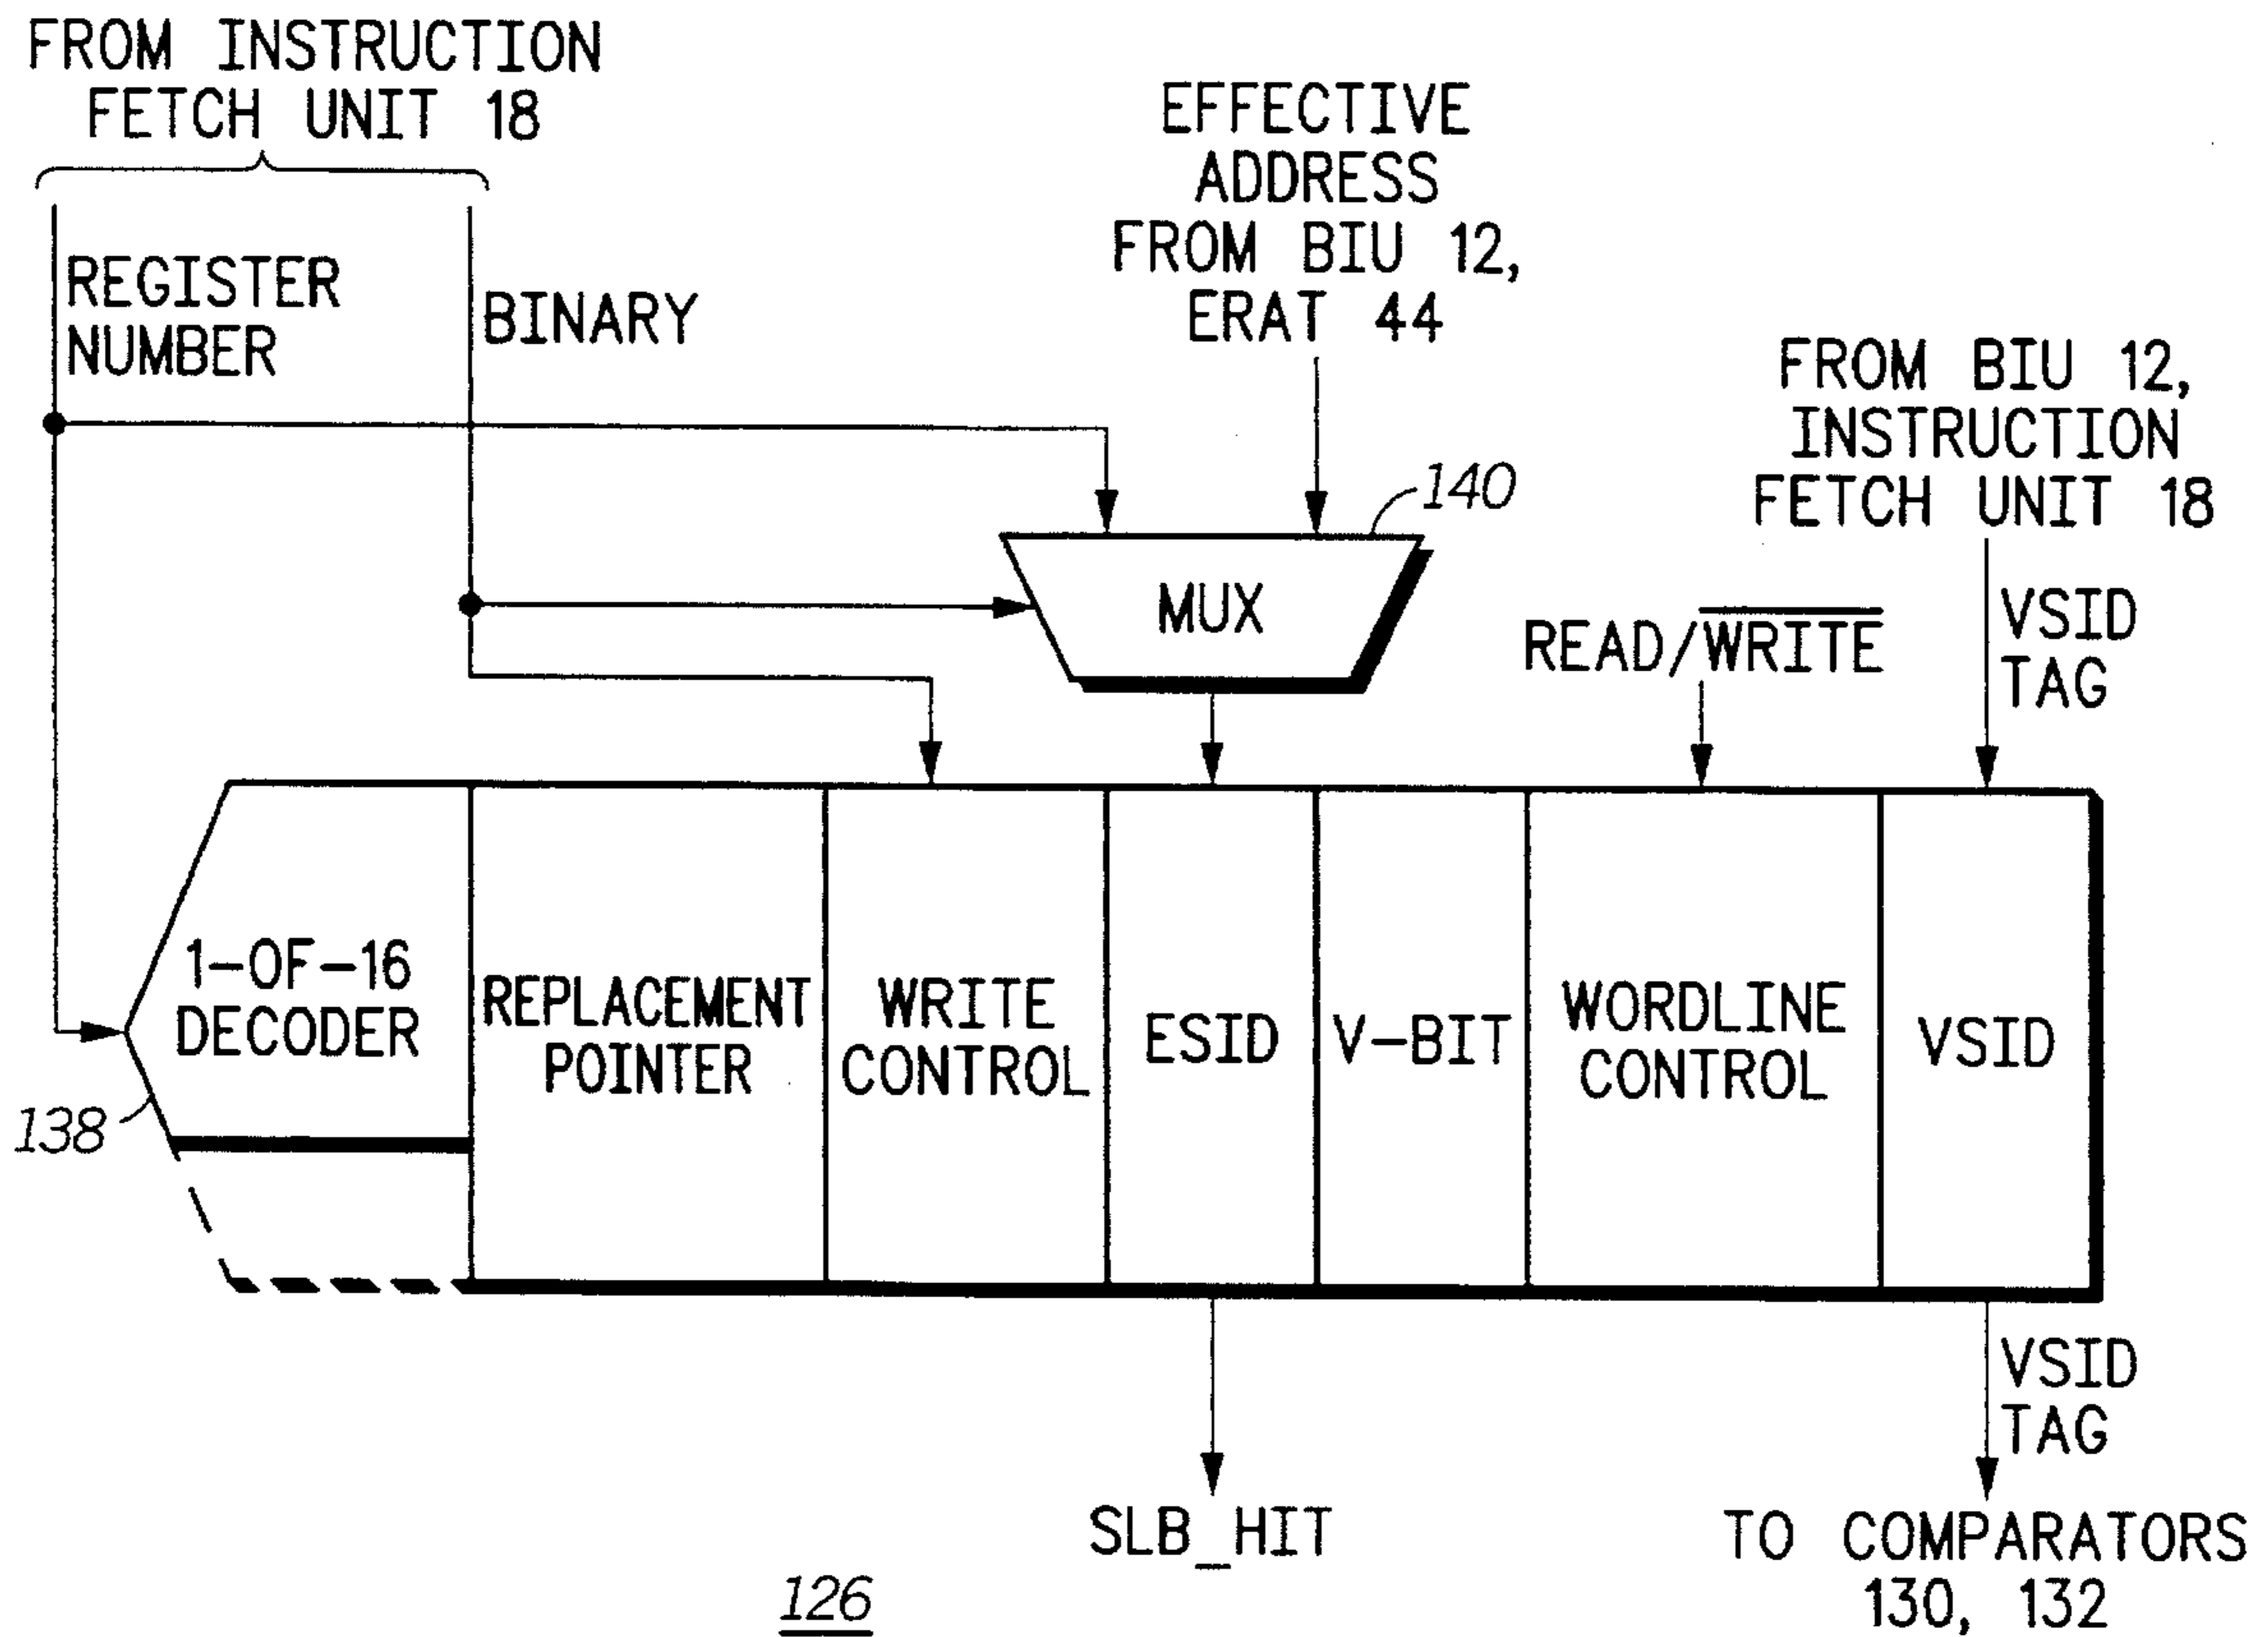 FROM INSTRUCTION
FETCH UNIT 18
REGISTER
NUMBER
BINARY
EFFECTIVE
ADDRESS
FROM BIU 12,
ERAT 44
FROM BIU 12,
INSTRUCTION
FETCH UNIT 18
140
MUX
READ/WRITE
VSID
TAG
1-OF-16
DECODER
REPLACEMENT
POINTER
WRITE
CONTROL
ESID
V-BIT
WORDLINE
CONTROL
VSID
138
SLB_HIT
VSID
TAG
TO COMPARATORS
130, 132
126